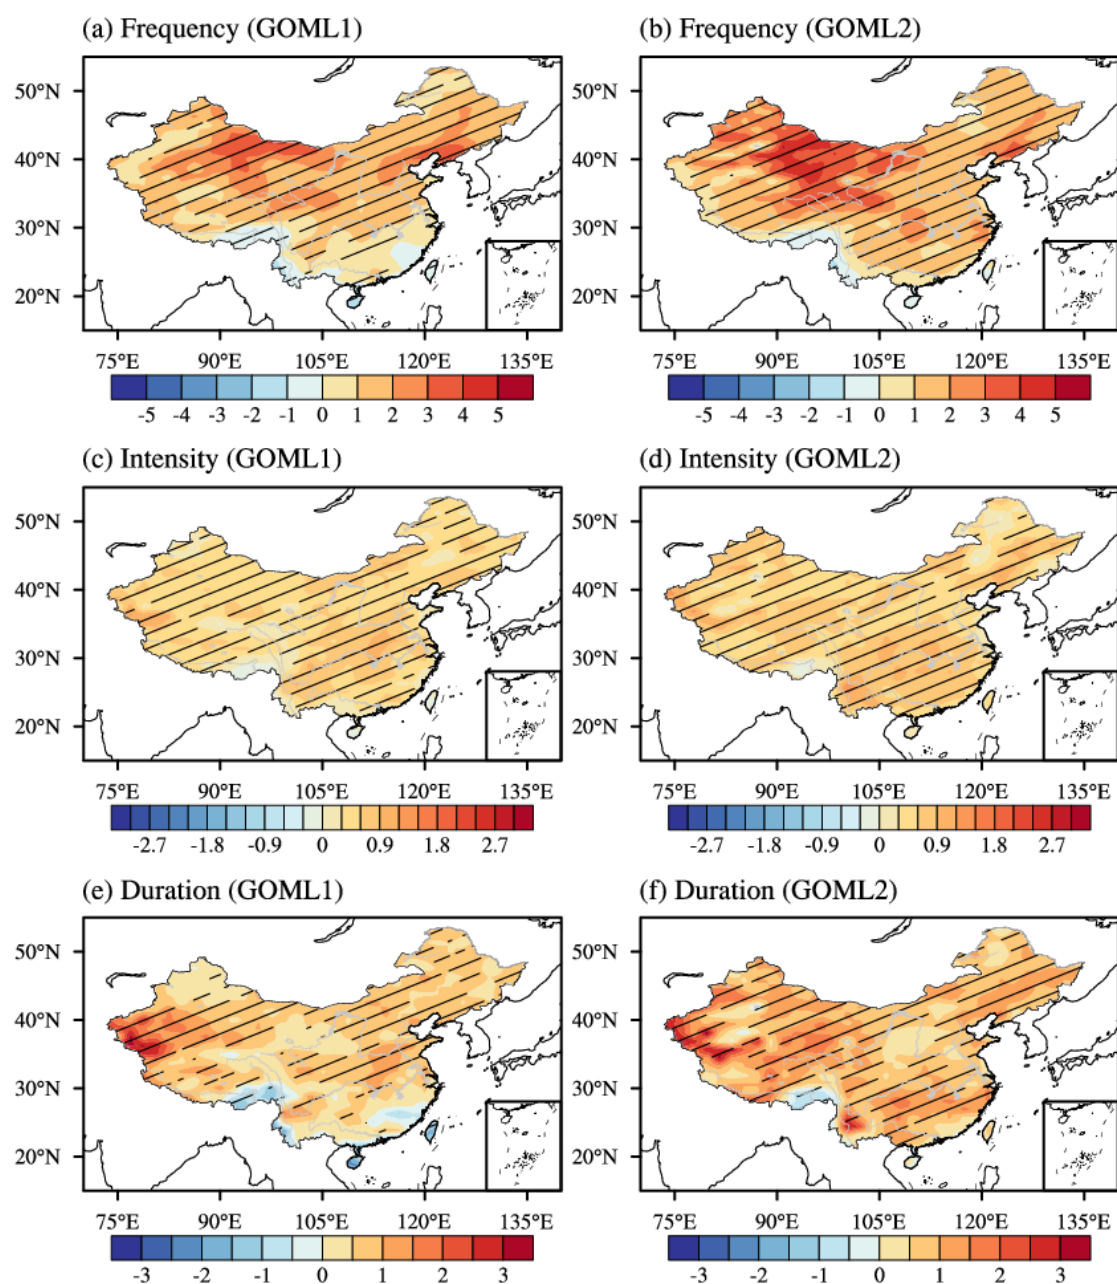 (a) Frequency (GOML1)
(b) Frequency (GOML2)
50°N
40°N
30°N
20°N
50°N
40°N
30°N
20°N
75°E 90°E 105°E 120°E 135°E
75°E 90°E 105°E 120°E 135°E
-5 -4 -3 -2 -1 0 1 2 3 4 5
-5 -4 -3 -2 -1 0 1 2 3 4 5
(c) Intensity (GOML1)
(d) Intensity (GOML2)
50°N
40°N
30°N
20°N
50°N
40°N
30°N
20°N
75°E 90°E 105°E 120°E 135°E
75°E 90°E 105°E 120°E 135°E
-2.7 -1.8 -0.9 0 0.9 1.8 2.7
-2.7 -1.8 -0.9 0 0.9 1.8 2.7
(e) Duration (GOML1)
(f) Duration (GOML2)
50°N
40°N
30°N
20°N
50°N
40°N
30°N
20°N
75°E 90°E 105°E 120°E 135°E
75°E 90°E 105°E 120°E 135°E
-3 -2 -1 0 1 2 3
-3 -2 -1 0 1 2 3